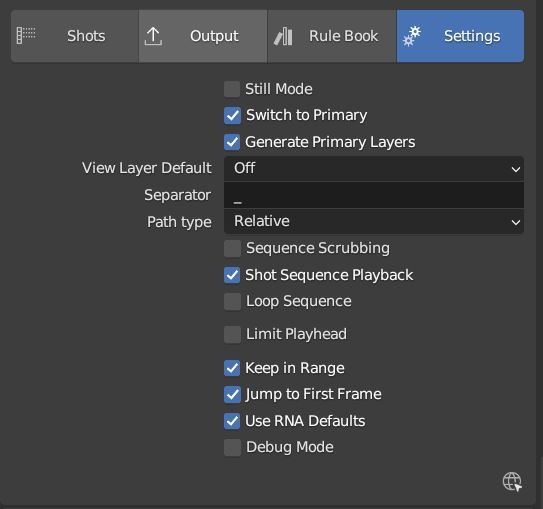 Shots Output Rule Book Settings
Still Mode
Switch to Primary
Generate Primary Layers
View Layer Default Off
Separator _
Path type Relative
Sequence Scrubbing
Shot Sequence Playback
Loop Sequence
Limit Playhead
Keep in Range
Jump to First Frame
Use RNA Defaults
Debug Mode